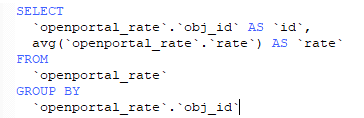 SELECT
`openportal_rate`.`obj_id` AS `id`,
avg(`openportal_rate`.`rate`) AS `rate`
FROM
`openportal_rate`
GROUP BY
`openportal_rate`.`obj_id`